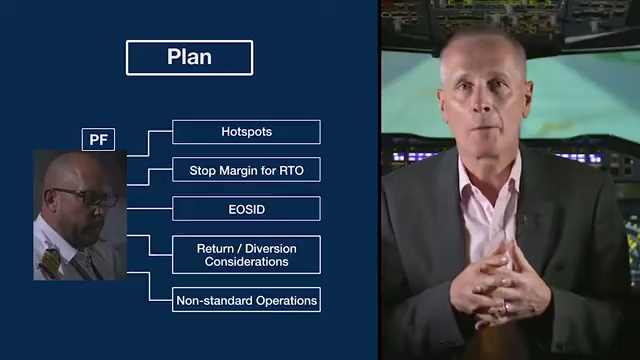 Plan
PF
Hotspots
Stop Margin for RTO
EOSID
Return / Diversion
Considerations
Non-standard Operations